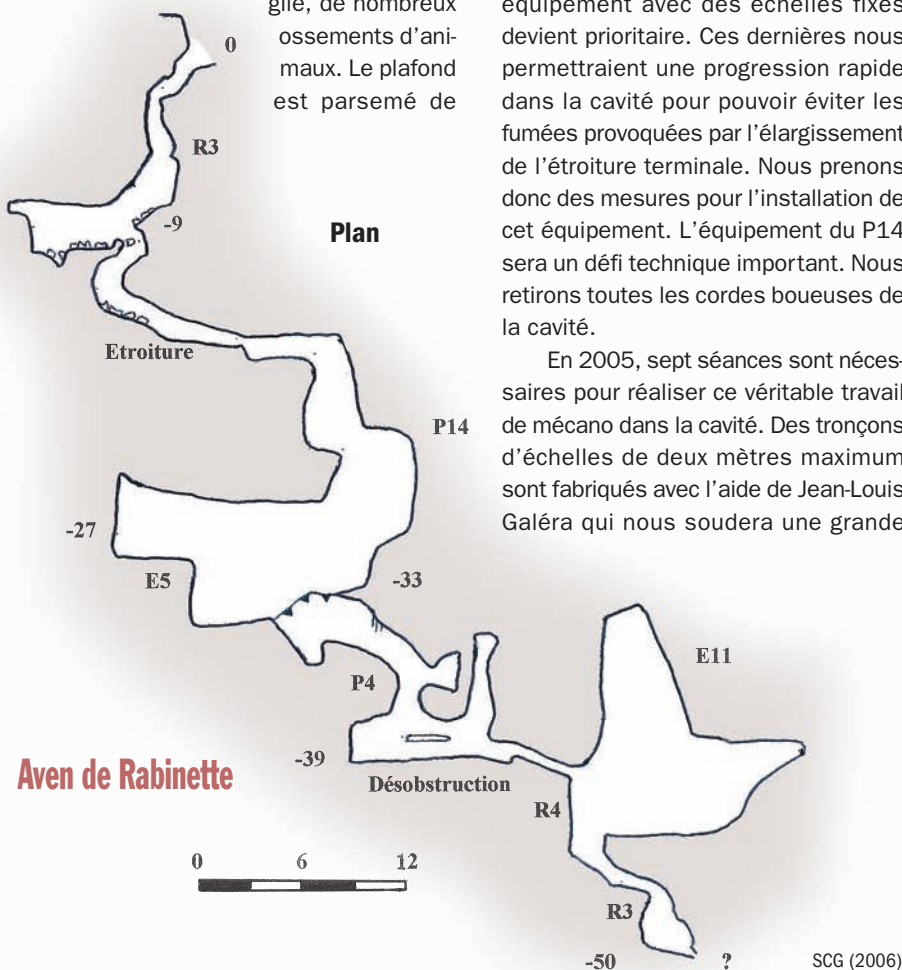 glie, de nombreux
ossements d'ani-
maux. Le plafond
est parsemé de
équipement avec des échelles fixes
devient prioritaire. Ces dernières nous
permettraient une progression rapide
dans la cavité pour pouvoir éviter les
fumées provoquées par l'élargissement
de l'étroiture terminale. Nous prenons
donc des mesures pour l'installation de
cet équipement. L'équipement du P14
sera un défi technique important. Nous
retirons toutes les cordes boueuses de
la cavité.
En 2005, sept séances sont néces-
saires pour réaliser ce véritable travail
de mécano dans la cavité. Des tronçons
d'échelles de deux mètres maximum
sont fabriqués avec l'aide de Jean-Louis
Galéra qui nous soudera une grande
0
R3
-9
Plan
Etroiture
P14
-27
E5
-33
E11
P4
-39
Désobstruction
Aven de Rabinette
R4
0 6 12
R3
-50 ?
SCG (2006)